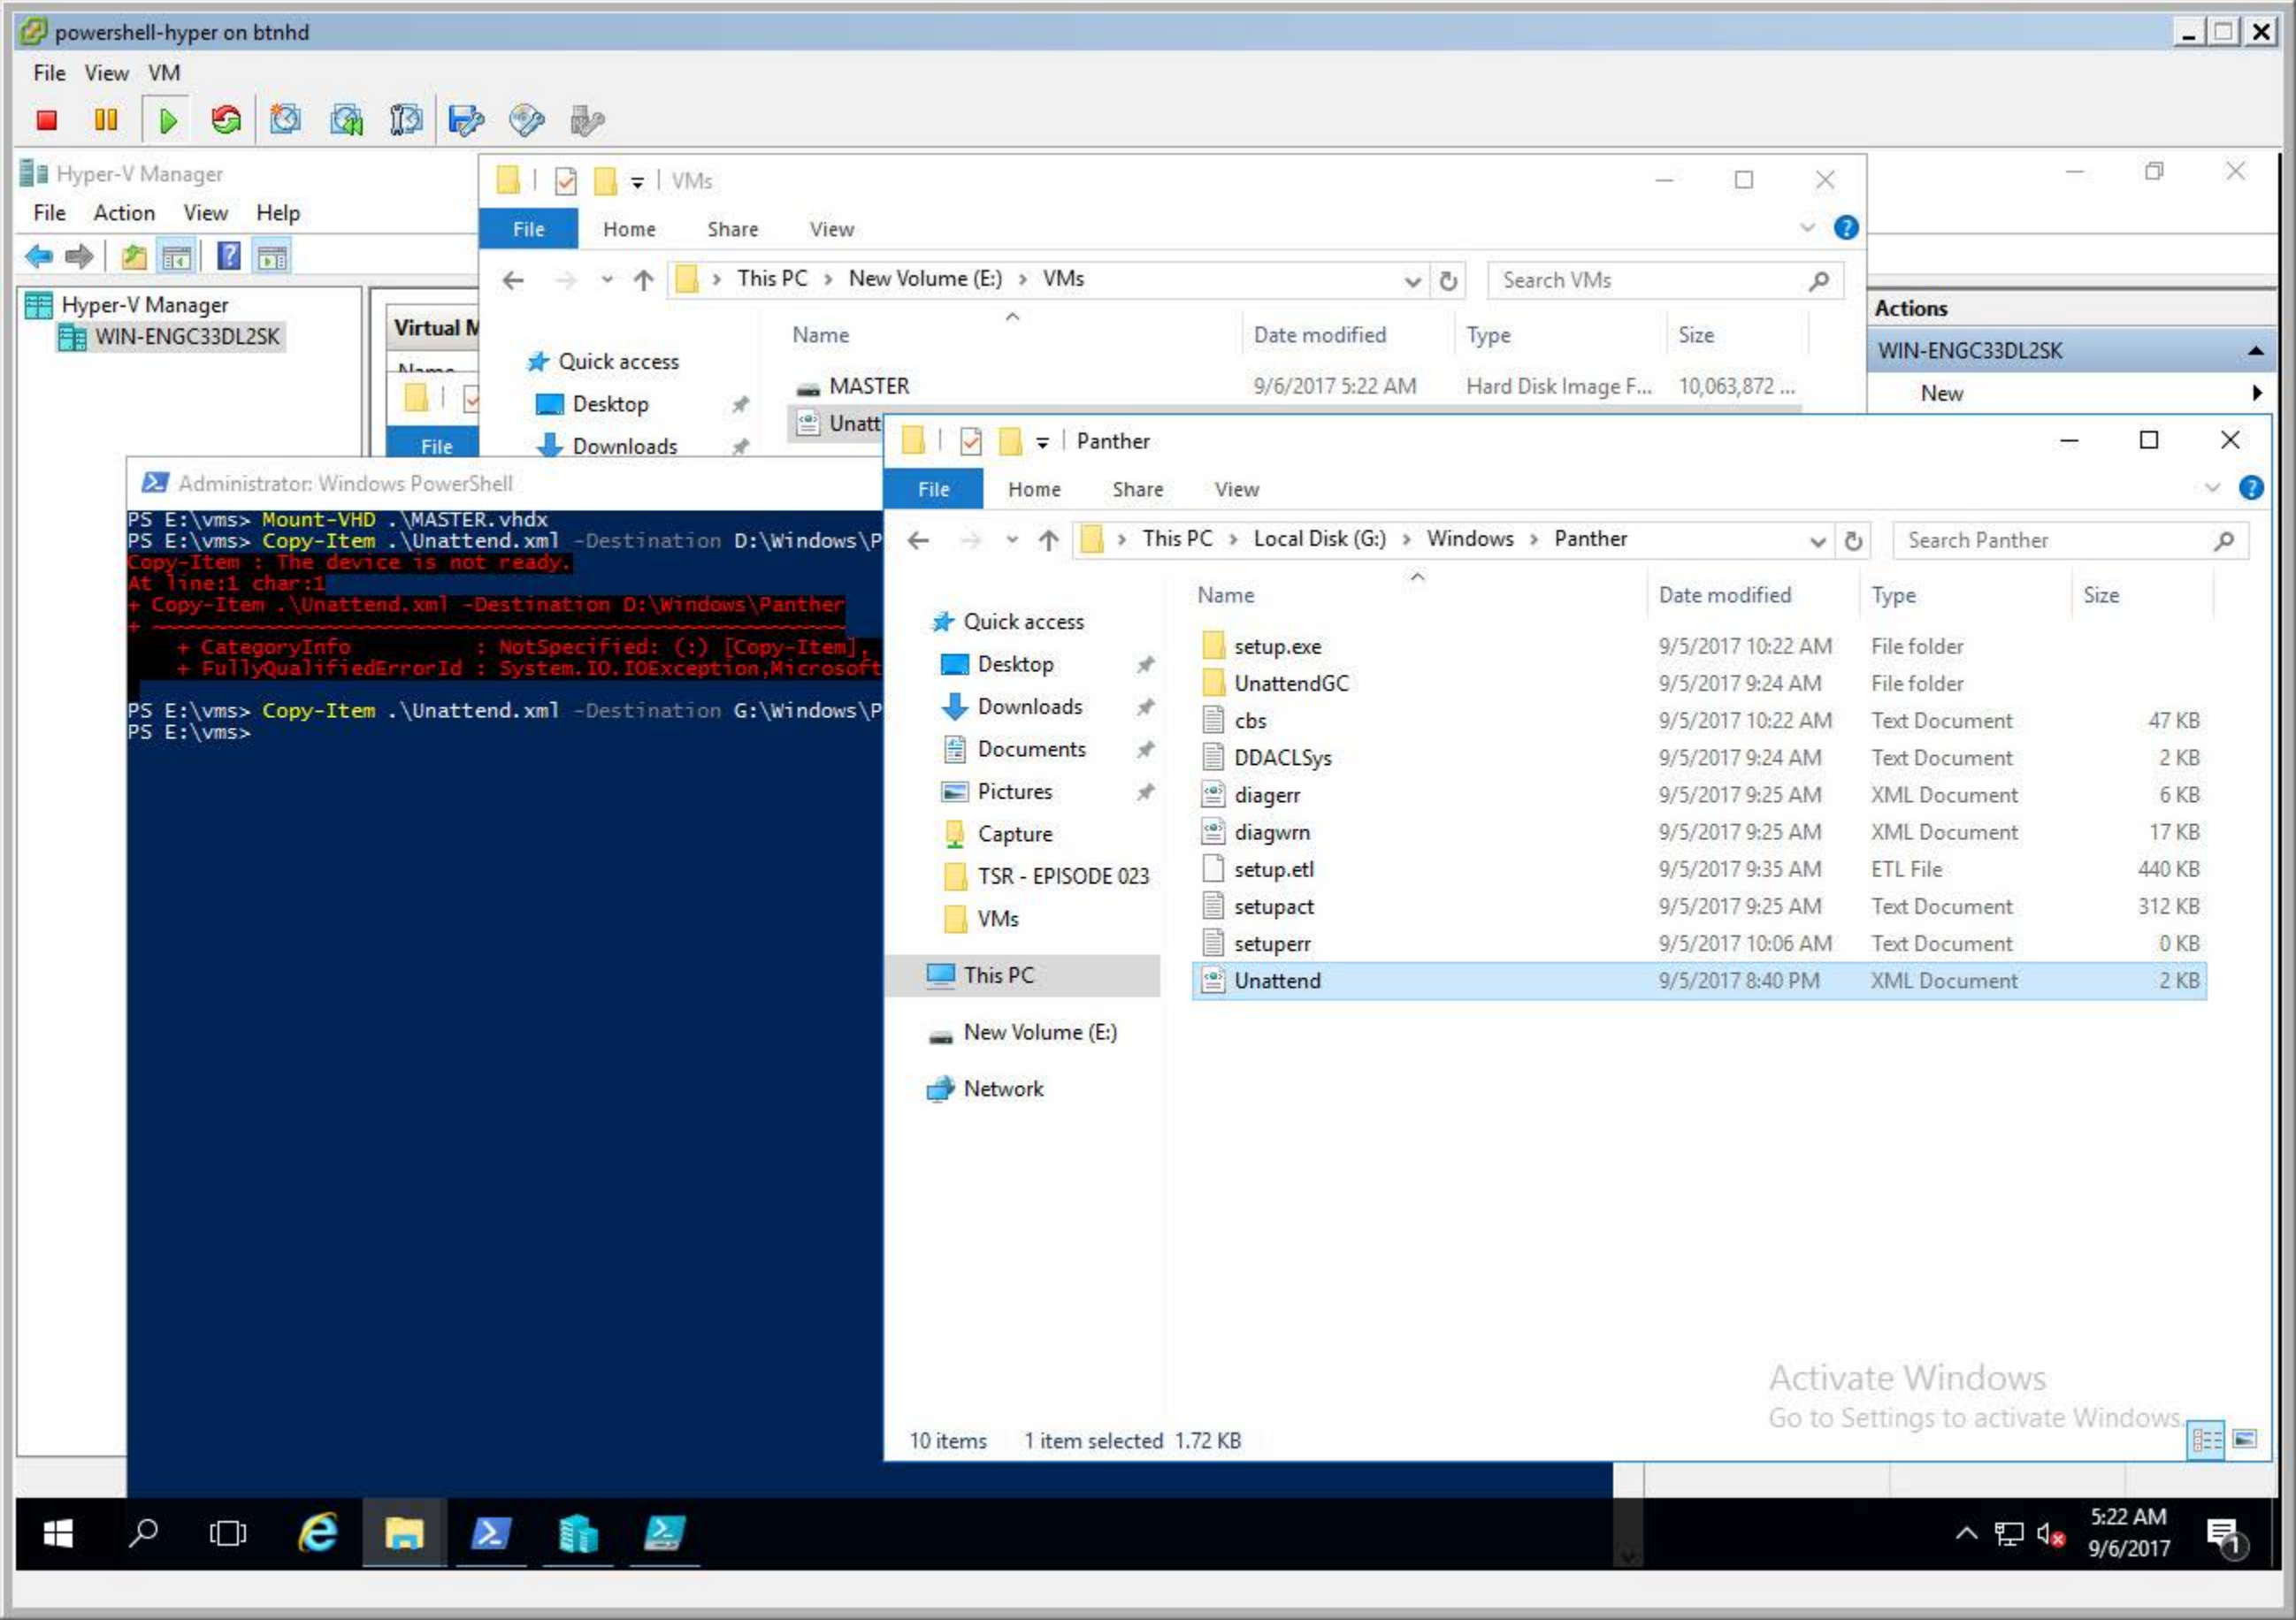 powershell-hyper on btnhd
File View VM
Hyper-V Manager
File Action View Help
Hyper-V Manager
WIN-ENGC33DL2SK
Virtual M
File
VMs
File Home Share View
This PC > New Volume (E:) > VMs
Search VMs
Name Date modified Type Size
Quick access
Desktop
Downloads
MASTER 9/6/2017 5:22 AM Hard Disk Image F... 10,063,872 ...
Unatt
Actions
WIN-ENGC33DL2SK
New
Administrator: Windows PowerShell
PS E:\vms> Mount-VHD .\MASTER.vhdx
PS E:\vms> Copy-Item .\Unattend.xml -Destination D:\Windows\P
Copy-Item : The device is not ready.
At line:1 char:1
+ Copy-Item .\Unattend.xml -Destination D:\Windows\Panther
+ ~~~~~~~~~~~~~~~~~~~~~~~~~~~~~~~~~~~~~~~~~~~~~~~~~~~~~~~~
+ CategoryInfo : NotSpecified: (:) [Copy-Item],
+ FullyQualifiedErrorId : System.IO.IOException,Microsoft
PS E:\vms> Copy-Item .\Unattend.xml -Destination G:\Windows\P
PS E:\vms>
Panther
File Home Share View
This PC > Local Disk (G:) > Windows > Panther
Search Panther
Quick access
Desktop
Downloads
Documents
Pictures
Capture
TSR - EPISODE 023
VMs
This PC
New Volume (E:)
Network
Name Date modified Type Size
setup.exe 9/5/2017 10:22 AM File folder
UnattendGC 9/5/2017 9:24 AM File folder
cbs 9/5/2017 10:22 AM Text Document 47 KB
DDACLSys 9/5/2017 9:24 AM Text Document 2 KB
diagerr 9/5/2017 9:25 AM XML Document 6 KB
diagwrn 9/5/2017 9:25 AM XML Document 17 KB
setup.etl 9/5/2017 9:35 AM ETL File 440 KB
setupact 9/5/2017 9:25 AM Text Document 312 KB
setuperr 9/5/2017 10:06 AM Text Document 0 KB
Unattend 9/5/2017 8:40 PM XML Document 2 KB
Activate Windows
Go to Settings to activate Windows.
10 items 1 item selected 1.72 KB
5:22 AM
9/6/2017
1